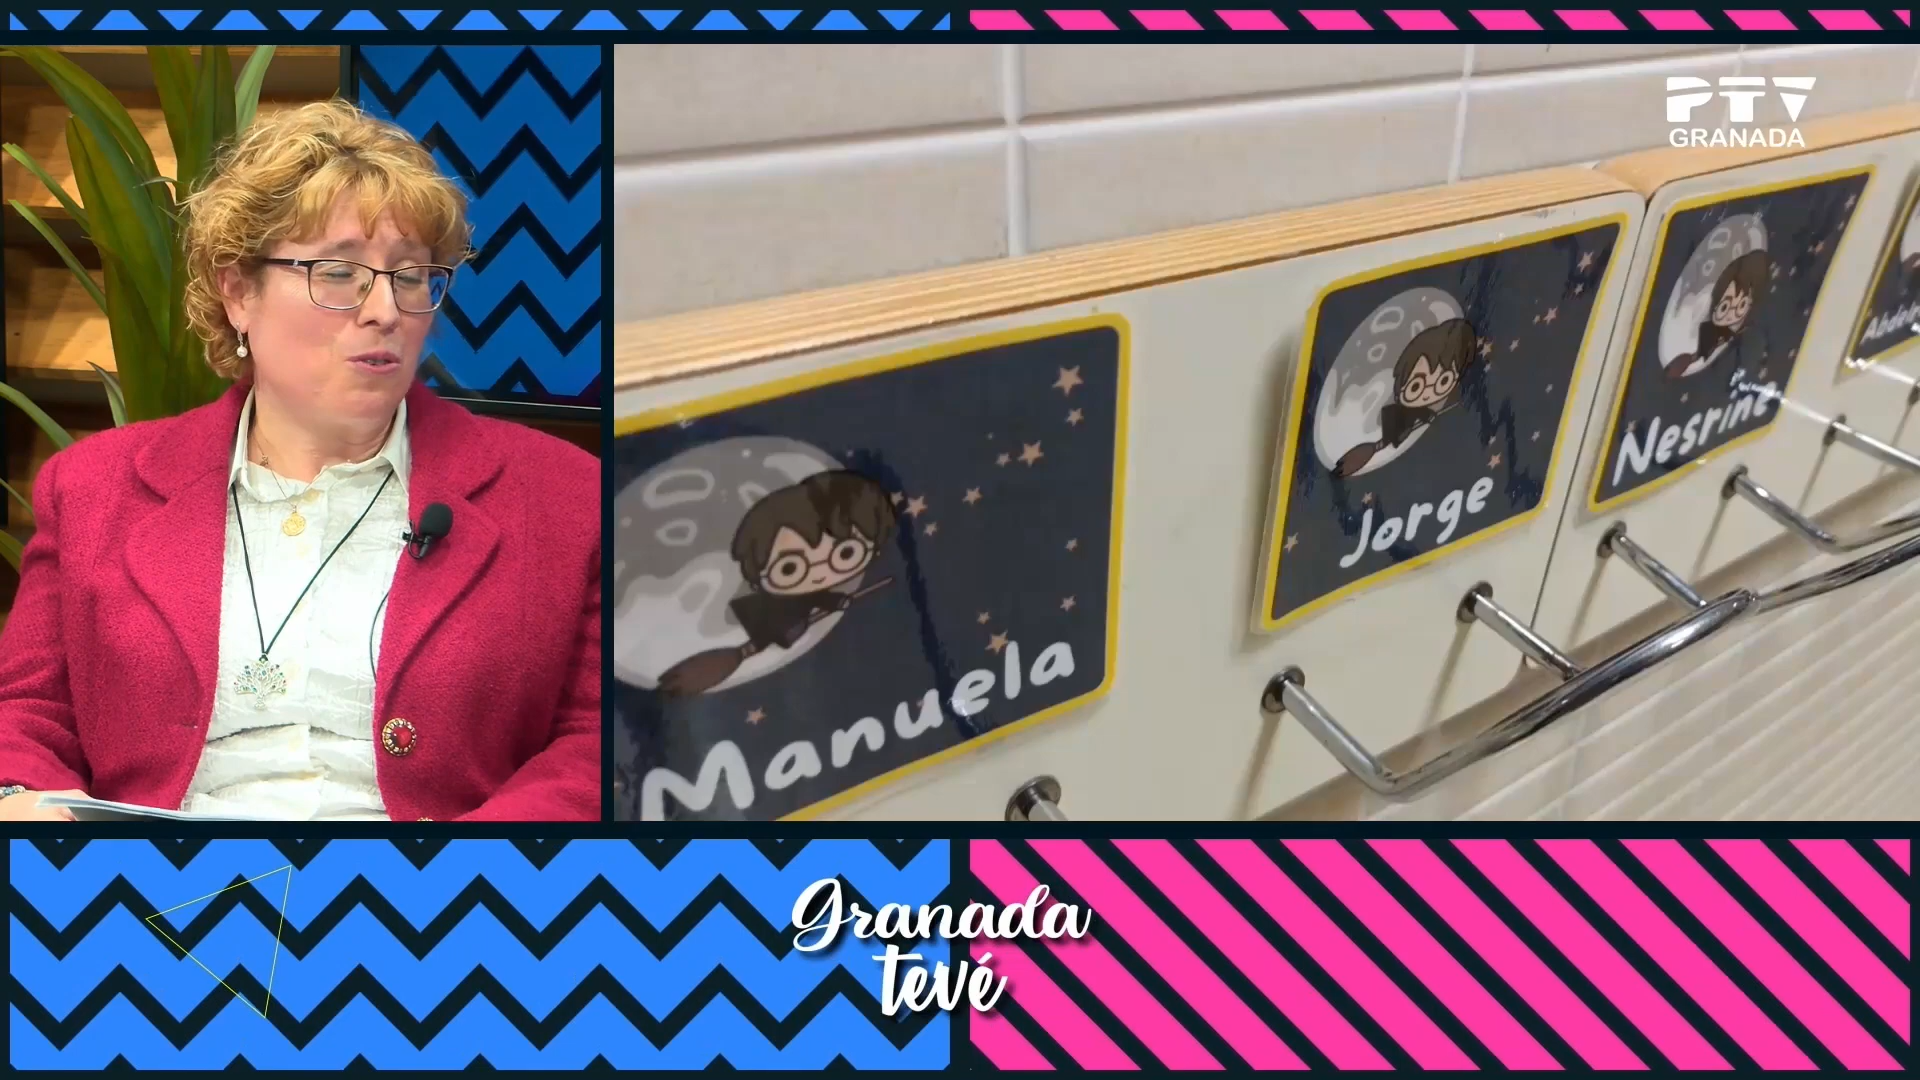 PTV
GRANADA
Manuela
Jorge
Nesrine
Granada
tevé